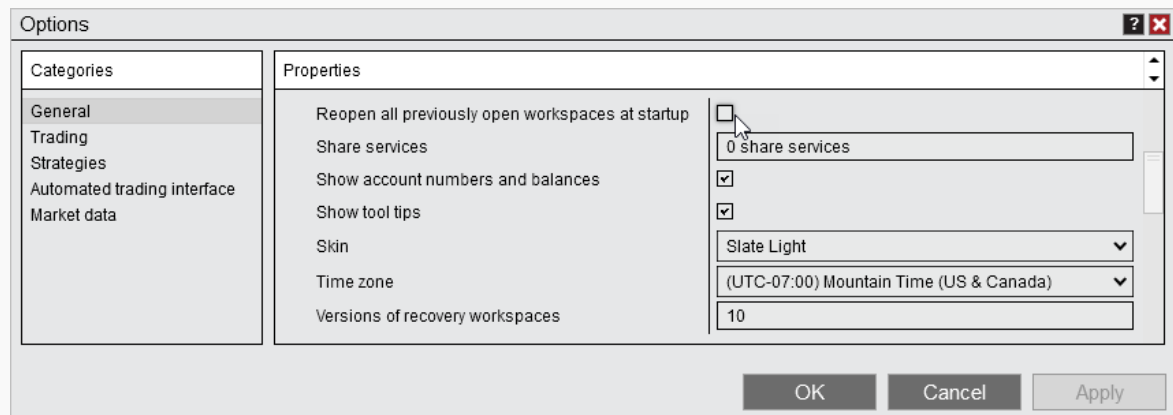 Options
?
Categories
General
Trading
Strategies
Automated trading interface
Market data
Properties
Reopen all previously open workspaces at startup
Share services 0 share services
Show account numbers and balances
Show tool tips
Skin Slate Light
Time zone (UTC-07:00) Mountain Time (US & Canada)
Versions of recovery workspaces 10
OK Cancel Apply